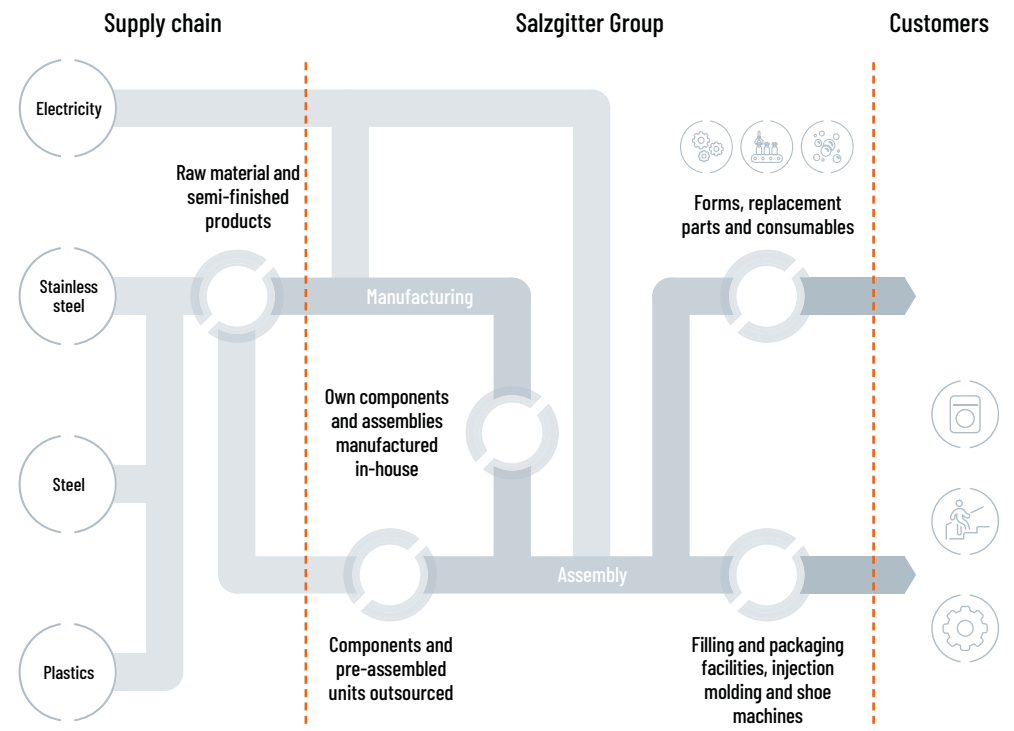 Supply chain
Salzgitter Group
Customers
Electricity
Raw material and
semi-finished
products
Forms, replacement
parts and consumables
Stainless
steel
Manufacturing
Own components
and assemblies
manufactured
in-house
Steel
Assembly
Components and
pre-assembled
units outsourced
Filling and packaging
facilities, injection
molding and shoe
machines
Plastics